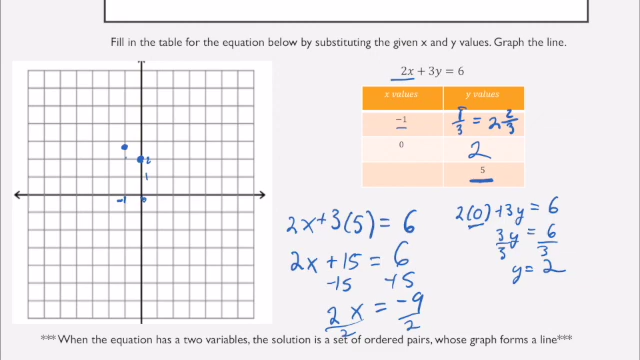 Fill in the table for the equation below by substituting the given x and y values. Graph the line.
2x + 3y = 6
x values y values
-1 8/3 = 2 2/3
0 2
5
2
1
-1 0
2x+3(5) = 6
2x + 15 = 6
-15 -15
2x/2 = -9/2
2(0)+3y = 6
3y/3 = 6/3
y = 2
*** When the equation has a two variables, the solution is a set of ordered pairs, whose graph forms a line***